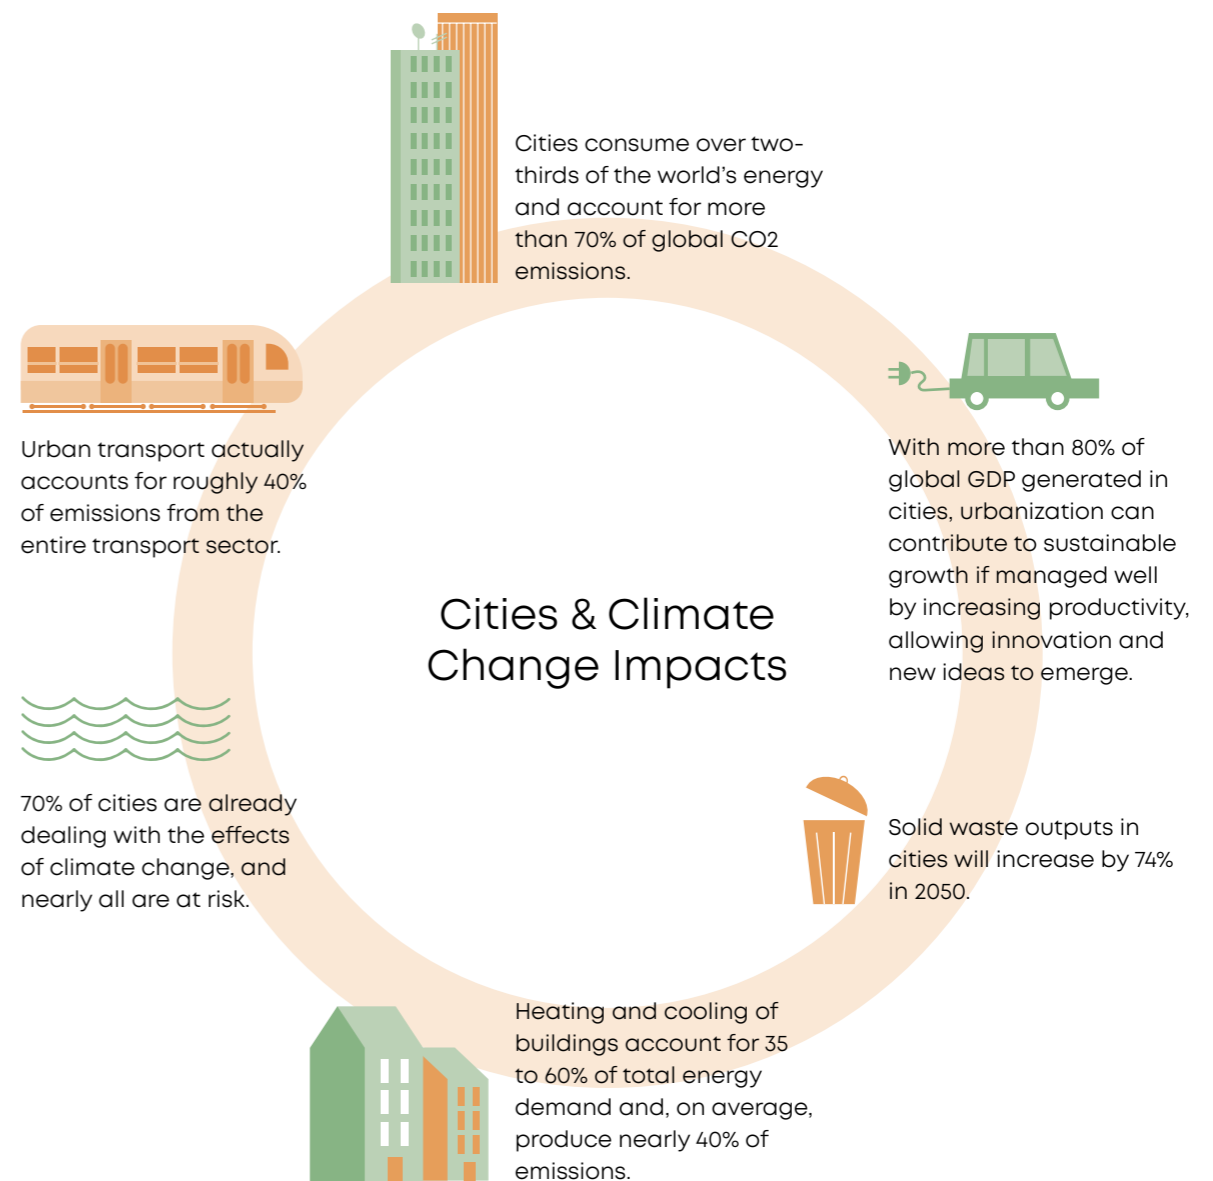 Cities consume over two-
thirds of the world’s energy
and account for more
than 70% of global CO2
emissions.
Urban transport actually
accounts for roughly 40%
of emissions from the
entire transport sector.
With more than 80% of
global GDP generated in
cities, urbanization can
contribute to sustainable
growth if managed well
by increasing productivity,
allowing innovation and
new ideas to emerge.
Cities & Climate
Change Impacts
70% of cities are already
dealing with the effects
of climate change, and
nearly all are at risk.
Solid waste outputs in
cities will increase by 74%
in 2050.
Heating and cooling of
buildings account for 35
to 60% of total energy
demand and, on average,
produce nearly 40% of
emissions.